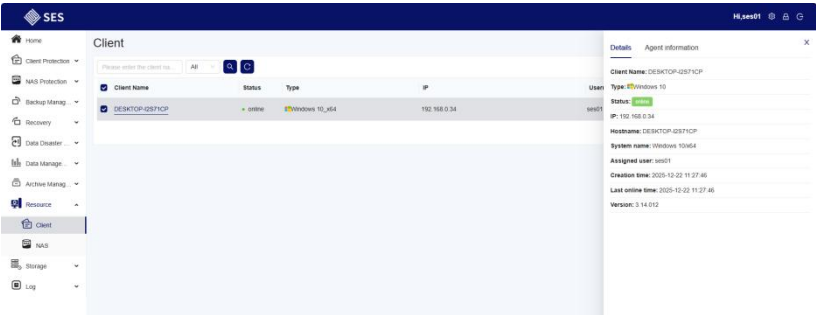 SES
Hi,ses01
Home
Client Protection
NAS Protection
Backup Manag...
Recovery
Data Disaster ...
Data Manage...
Archive Manag...
Resource
Client
NAS
Storage
Log
Client
Please enter the client na...
All
Client Name Status Type IP Usern
DESKTOP-I2S71CP online Windows 10_x64 192.168.0.34 ses01
Details Agent information
Client Name: DESKTOP-I2S71CP
Type: Windows 10
Status: online
IP: 192.168.0.34
Hostname: DESKTOP-I2S71CP
System name: Windows 10/x64
Assigned user: ses01
Creation time: 2025-12-22 11:27:46
Last online time: 2025-12-22 11:27:46
Version: 3.14.012